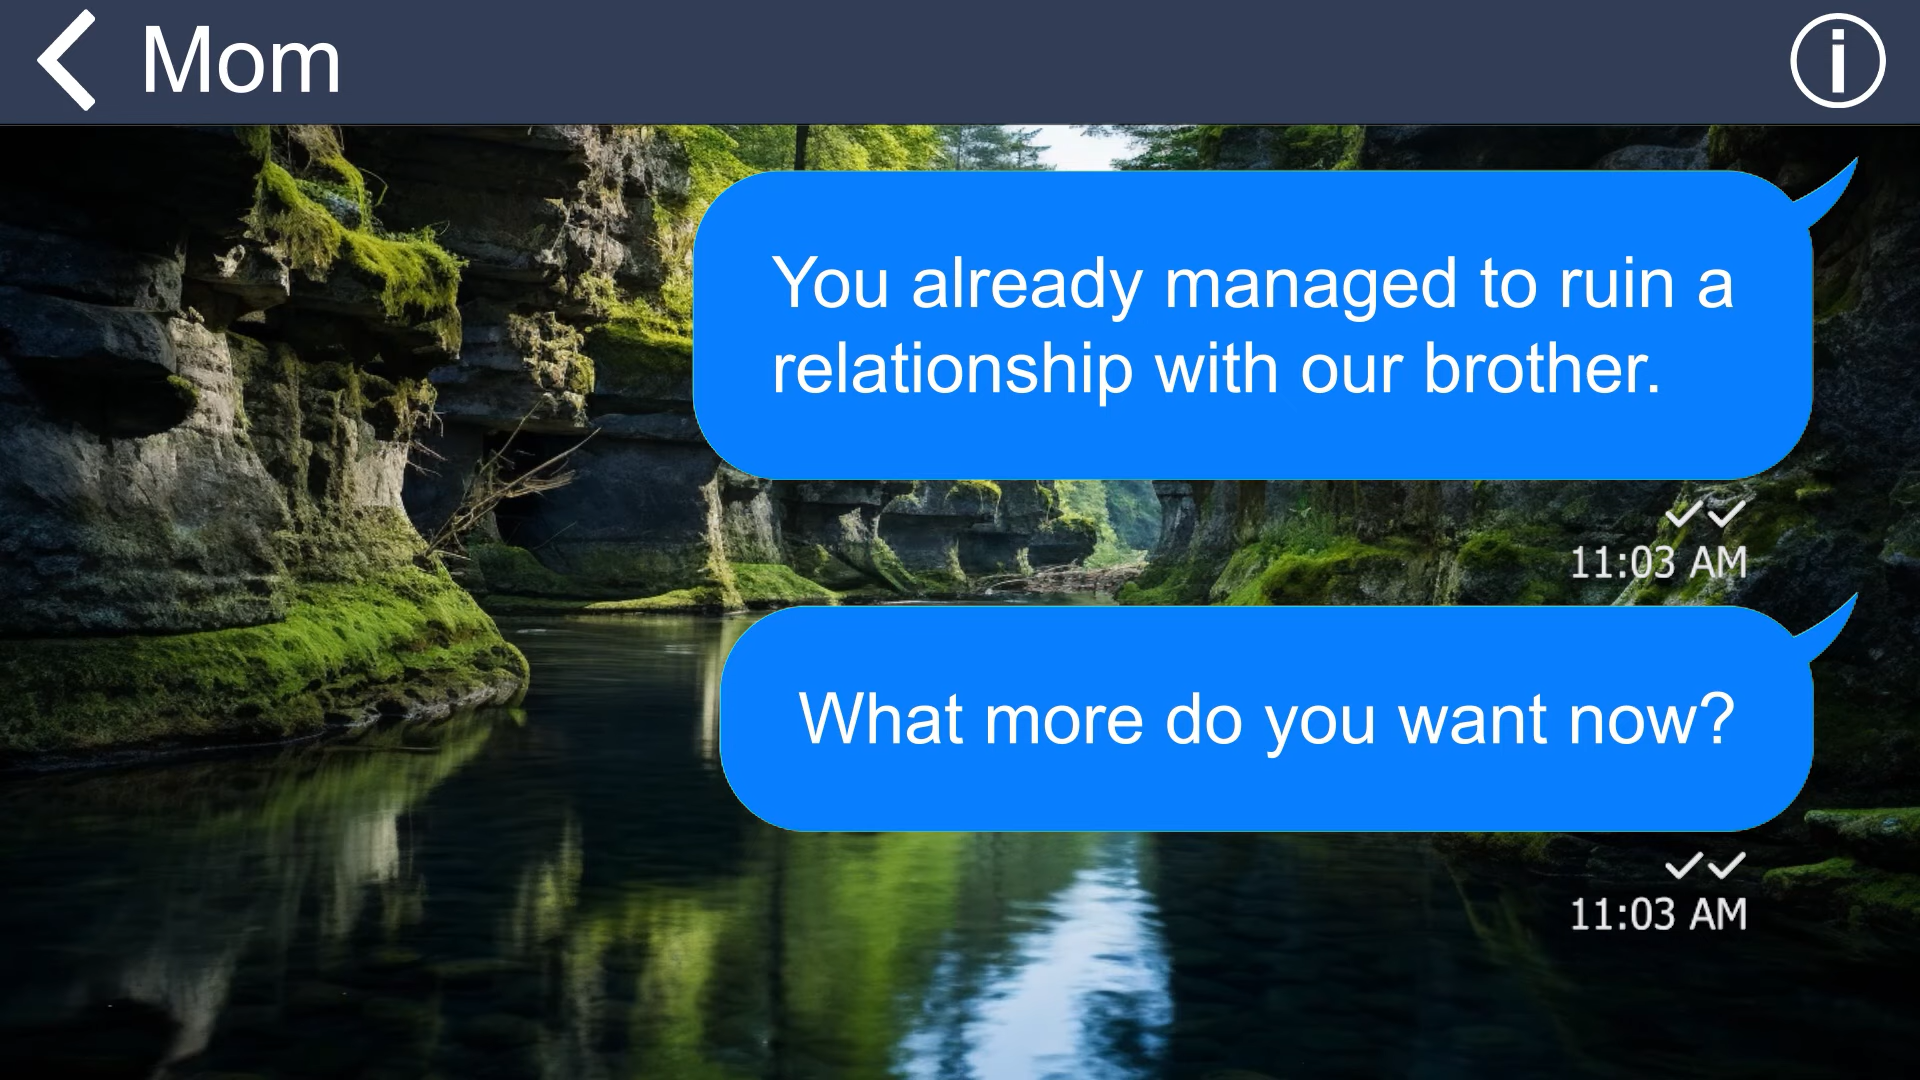 Mom
You already managed to ruin a
relationship with our brother.
11:03 AM
What more do you want now?
11:03 AM